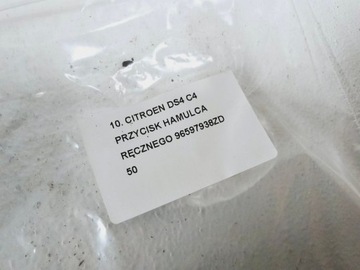 10. CITROEN DS4 C4
PRZYCISK HAMULCA
RĘCZNEGO 96597938ZD
50